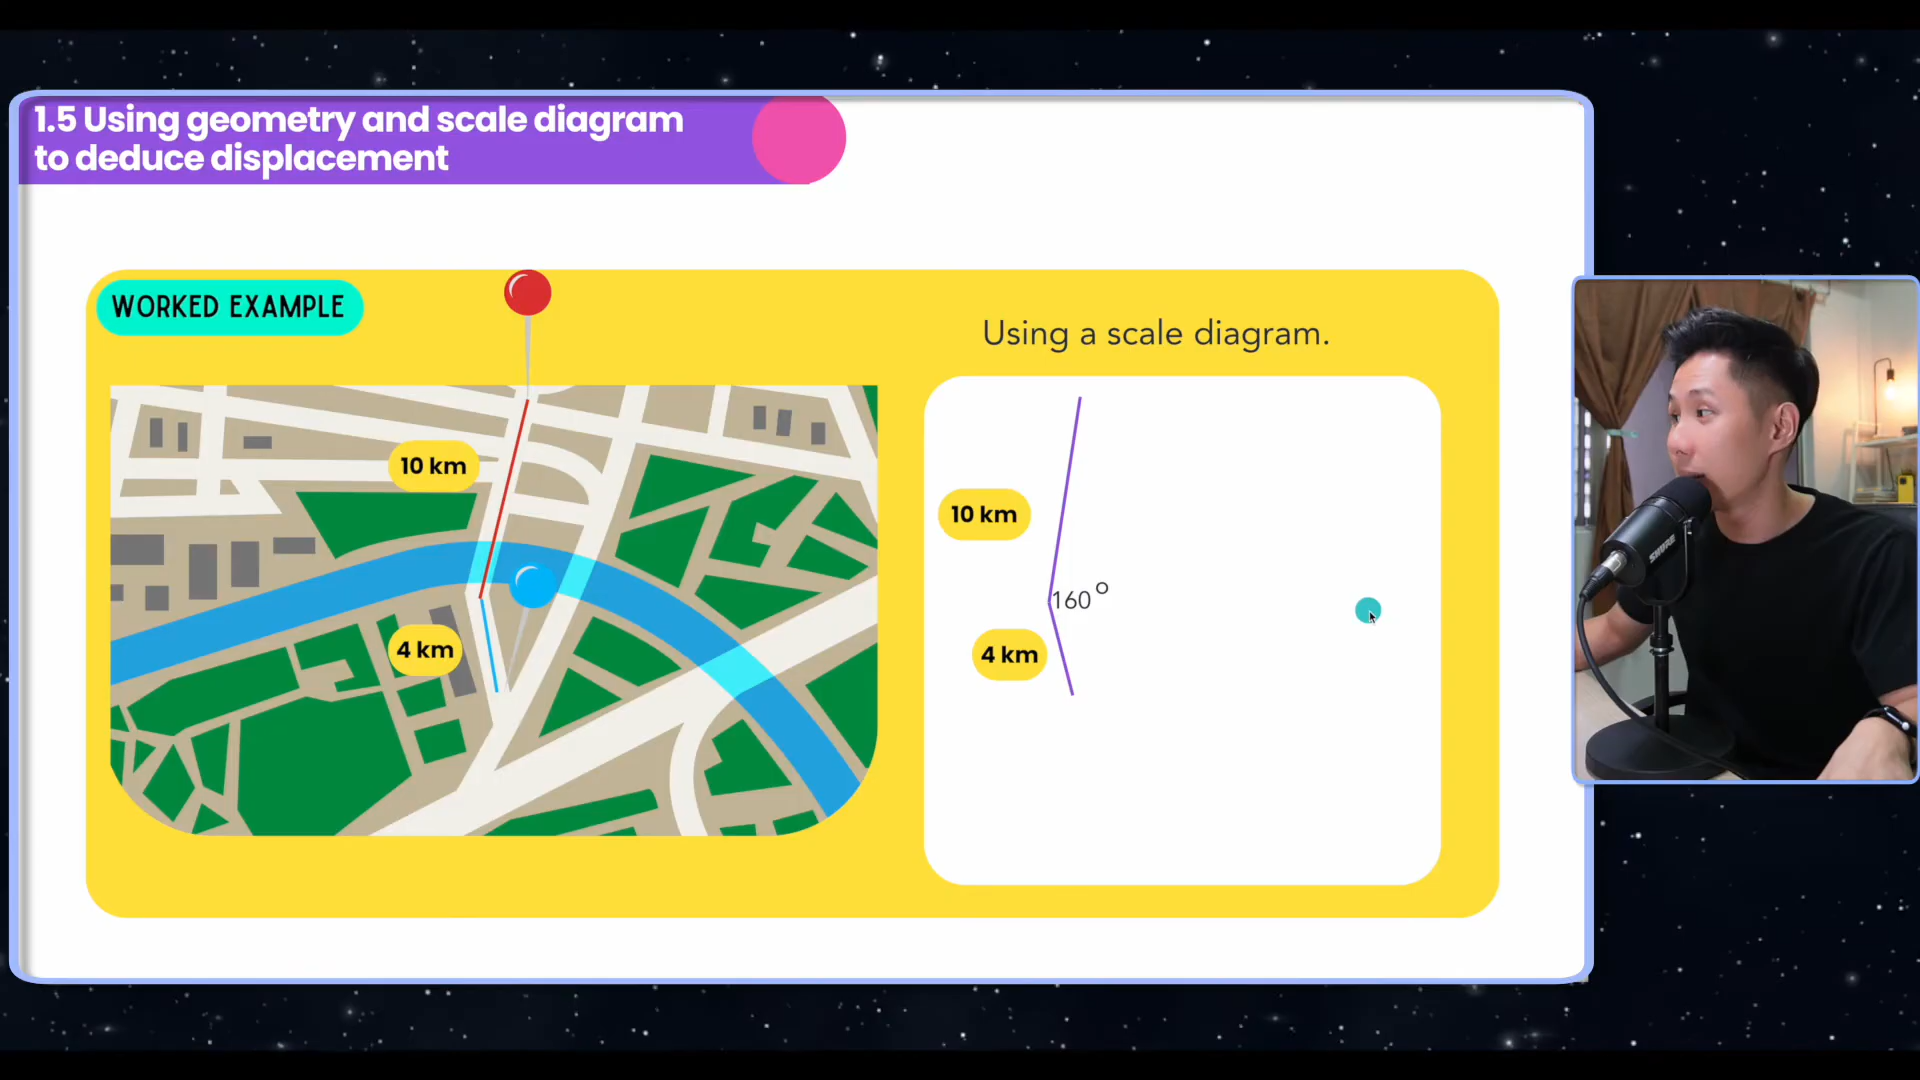 1.5 Using geometry and scale diagram
to deduce displacement
WORKED EXAMPLE
10 km
4 km
Using a scale diagram.
10 km
160°
4 km
SHURE